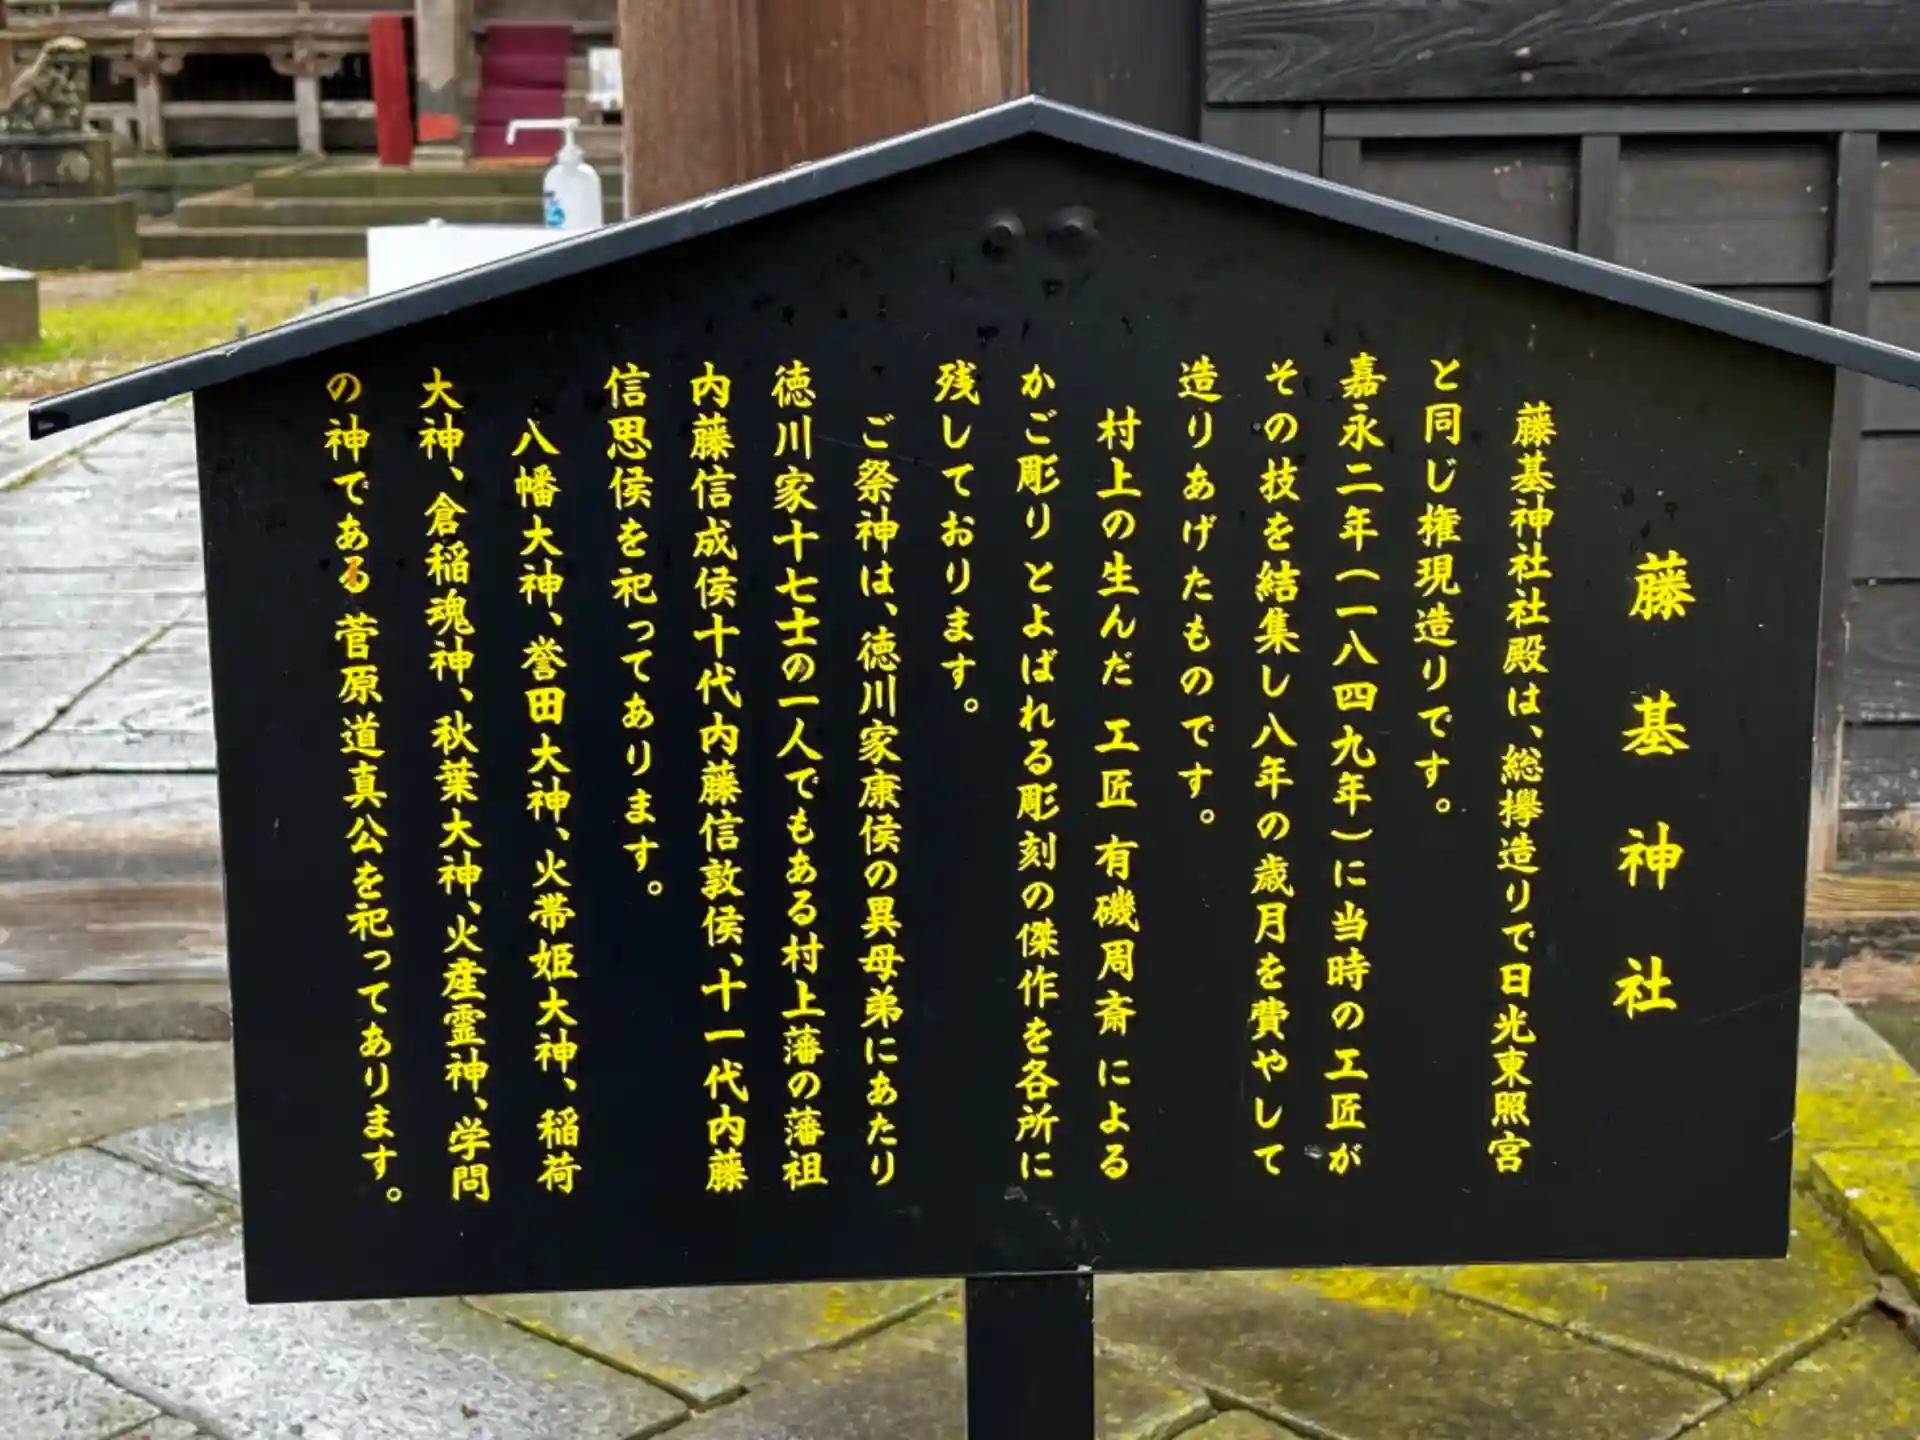 藤基神社
藤基神社社殿は、総欅造りで日光東照宮
と同じ権現造りです。
嘉永二年(一八四九年)に当時の工匠が
その技を結集し八年の歳月を費やして
造りあげたものです。
村上の生んだ 工匠 有磯周斎 による
かご彫りとよばれる彫刻の傑作を各所に
残しております。
ご祭神は、徳川家康侯の異母弟にあたり
徳川家十七士の一人でもある村上藩の藩祖
内藤信成侯十代内藤信敦侯、十一代内藤
信思侯を祀ってあります。
八幡大神、誉田大神、火帯姫大神、稲荷
大神、倉稲魂神、秋葉大神、火産霊神、学問
の神である 菅原道真公を祀ってあります。